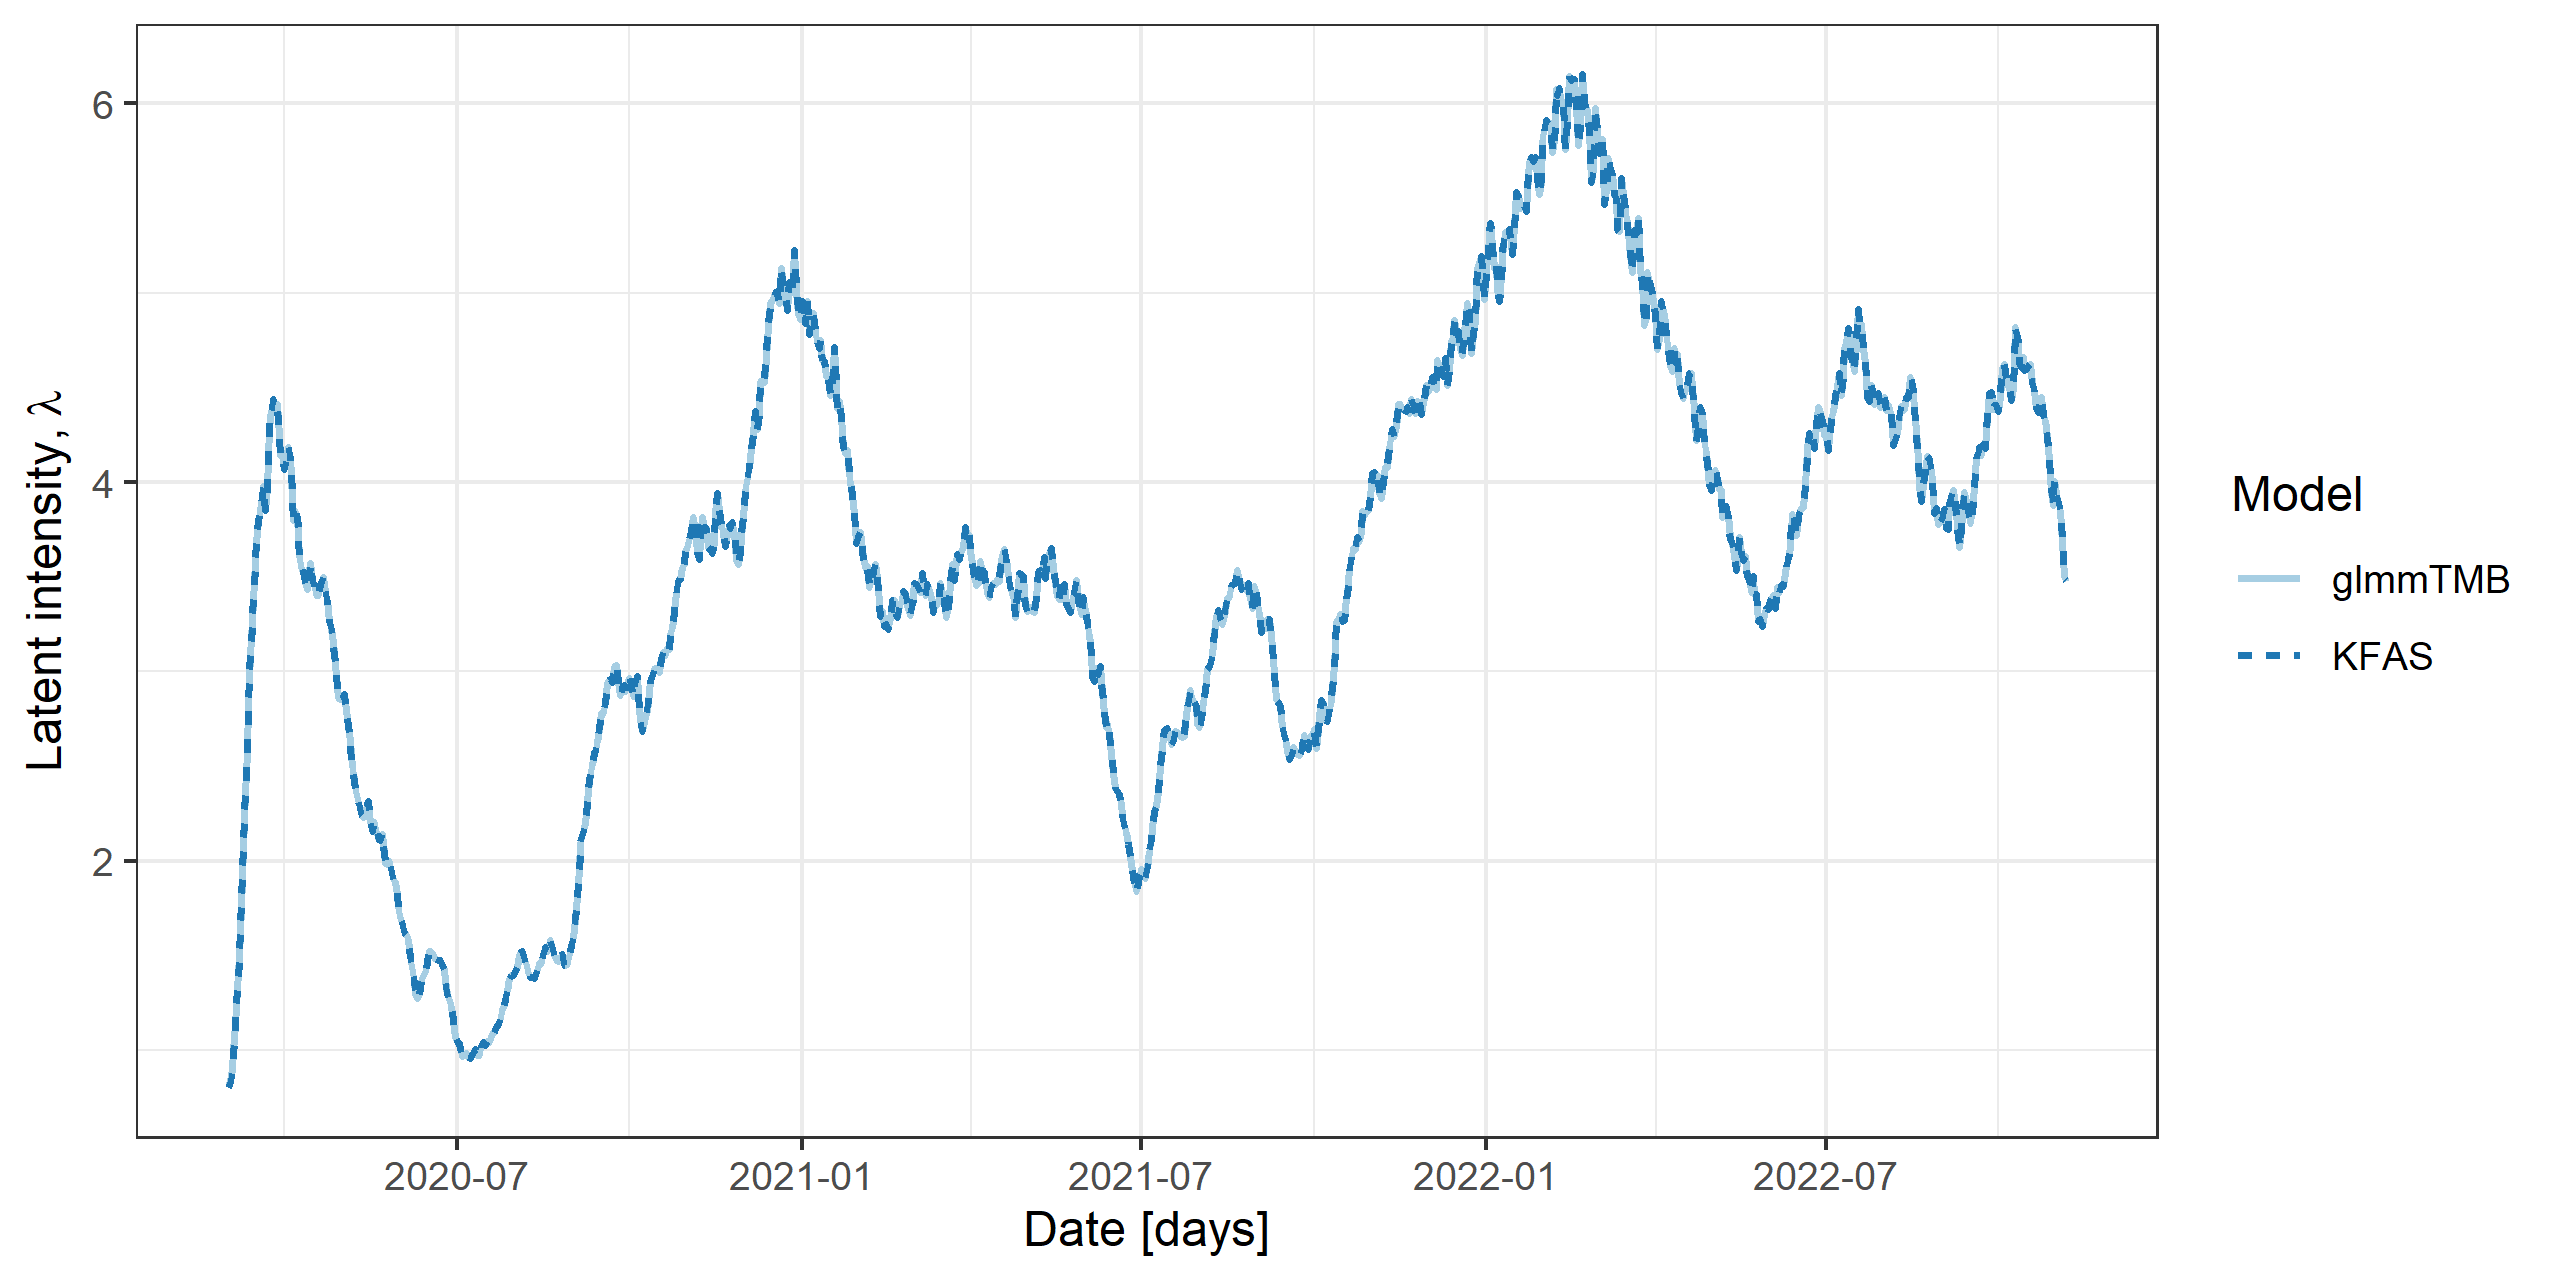 6
4
2
Latent intensity, λ
2020-07
2021-01
2021-07
2022-01
2022-07
Date [days]
Model
glmmTMB
KFAS